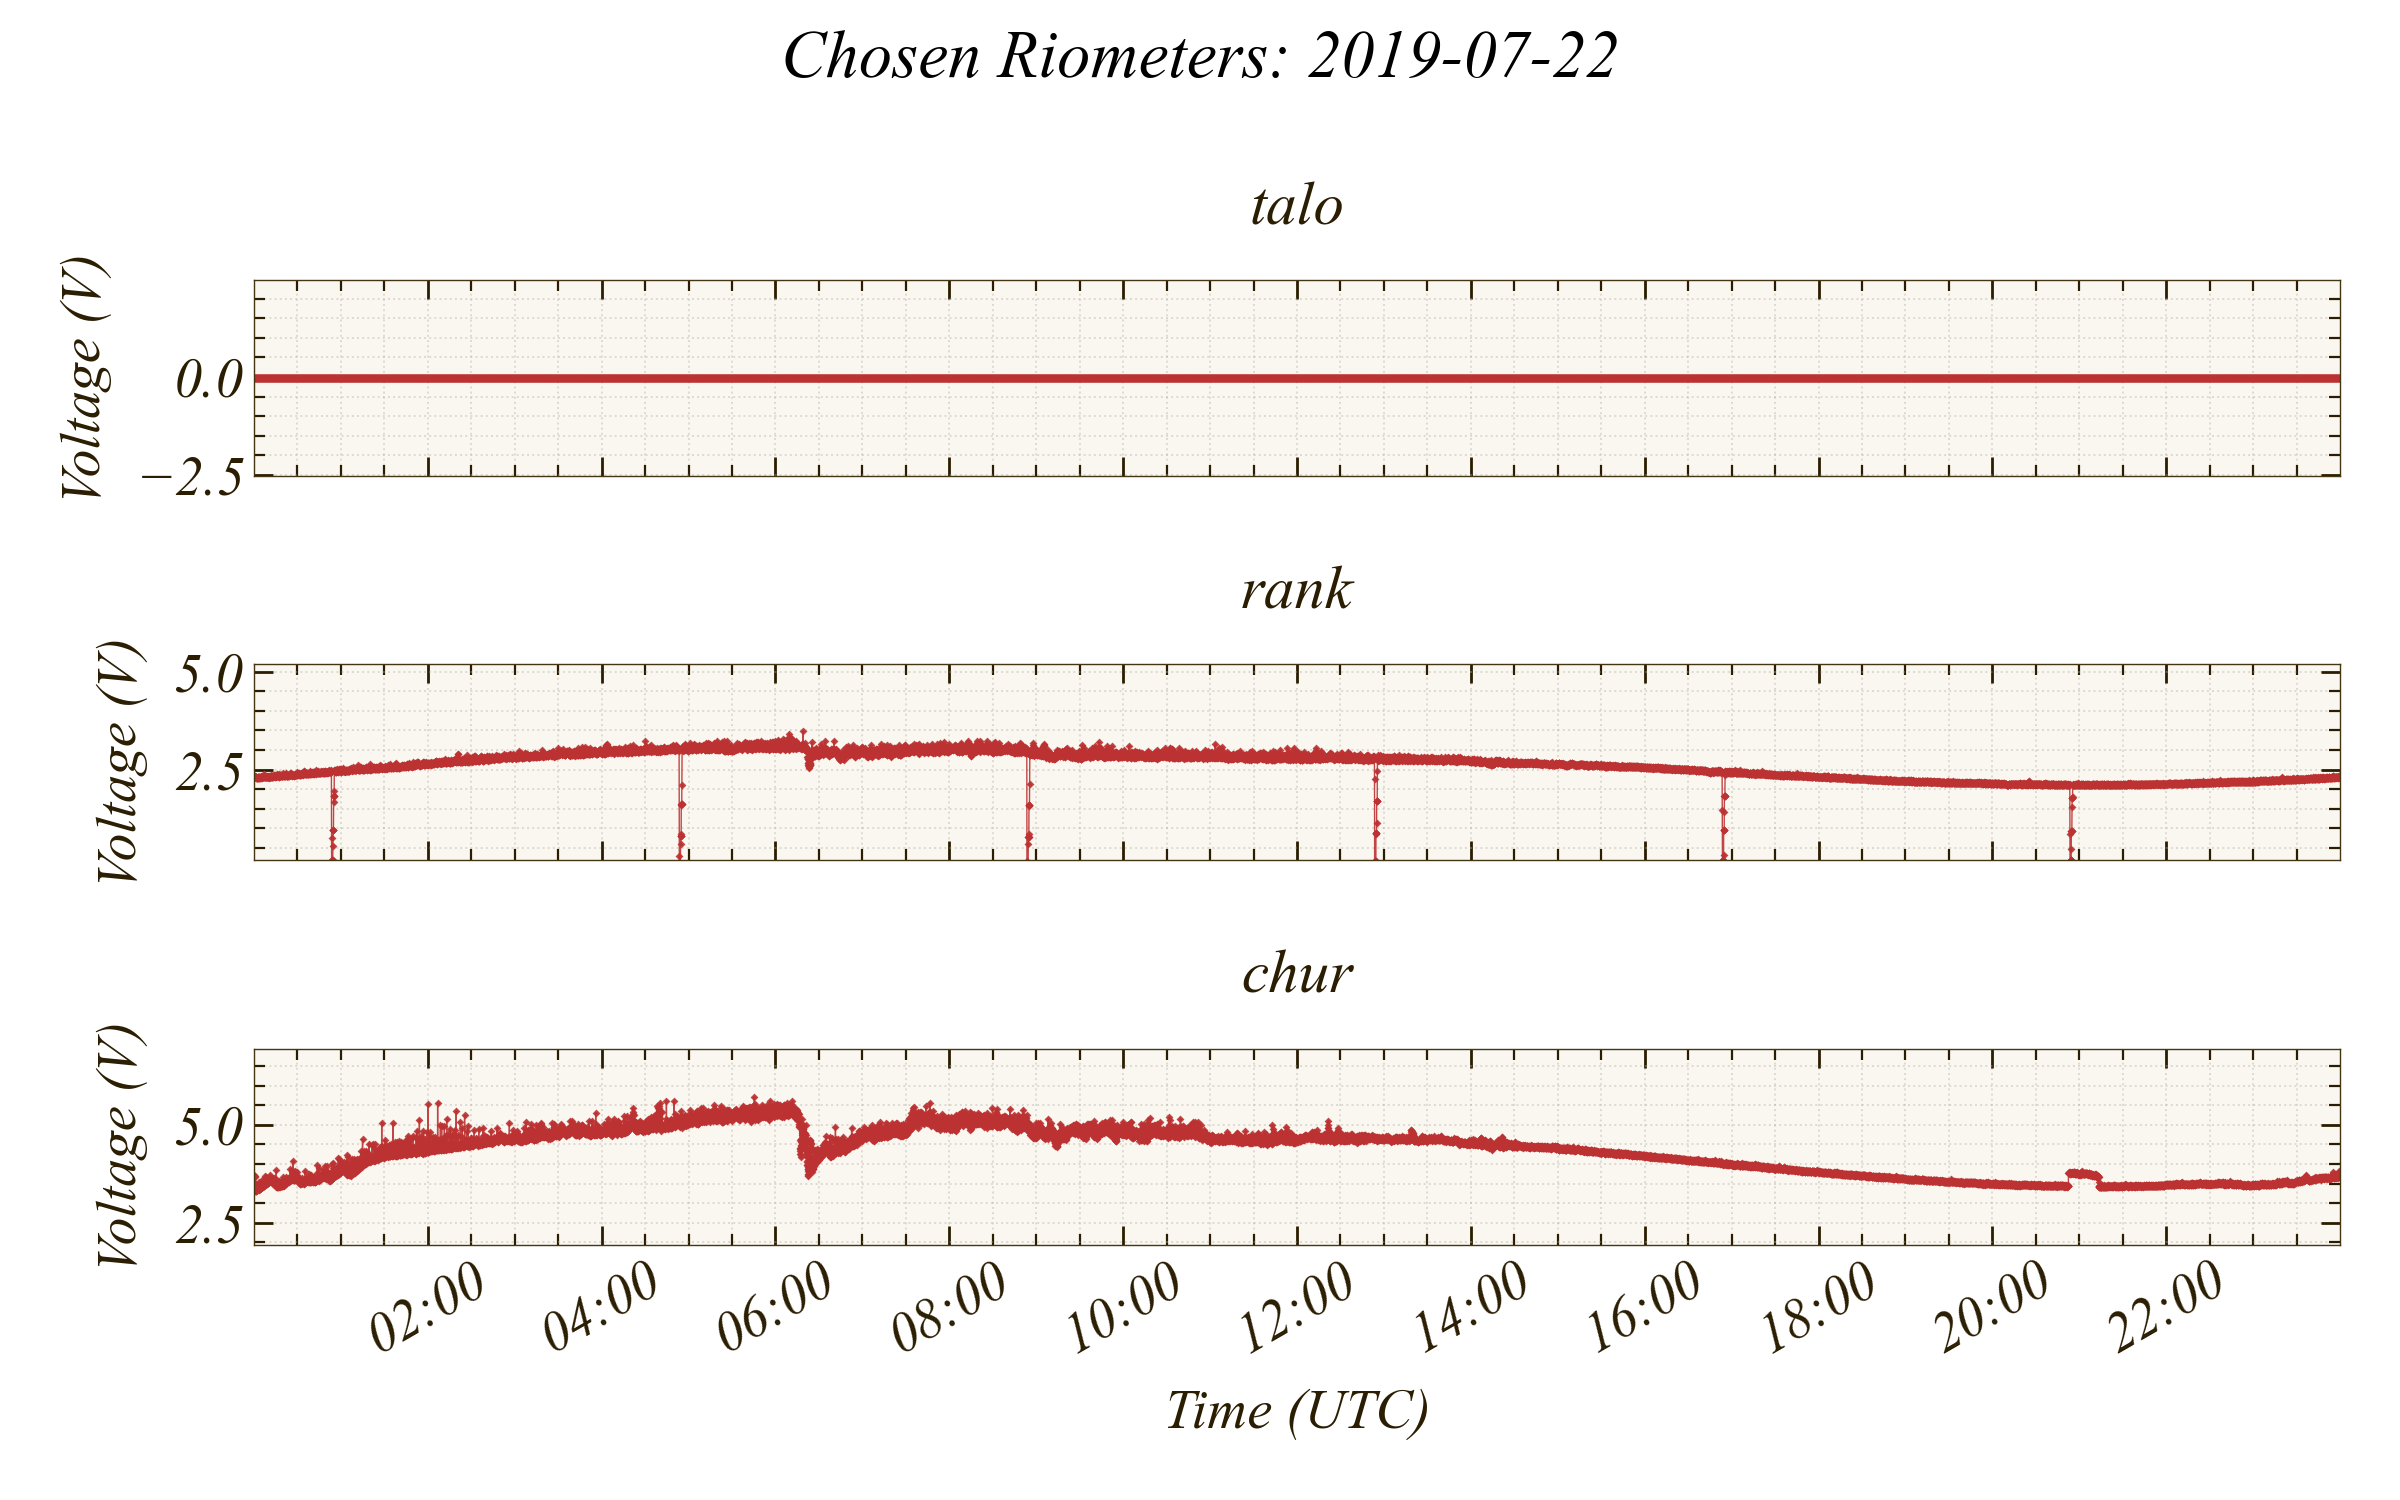 Chosen Riometers: 2019-07-22
talo
Voltage (V)
0.0
−2.5
rank
Voltage (V)
5.0
2.5
chur
Voltage (V)
5.0
2.5
02:00 04:00 06:00 08:00 10:00 12:00 14:00 16:00 18:00 20:00 22:00
Time (UTC)